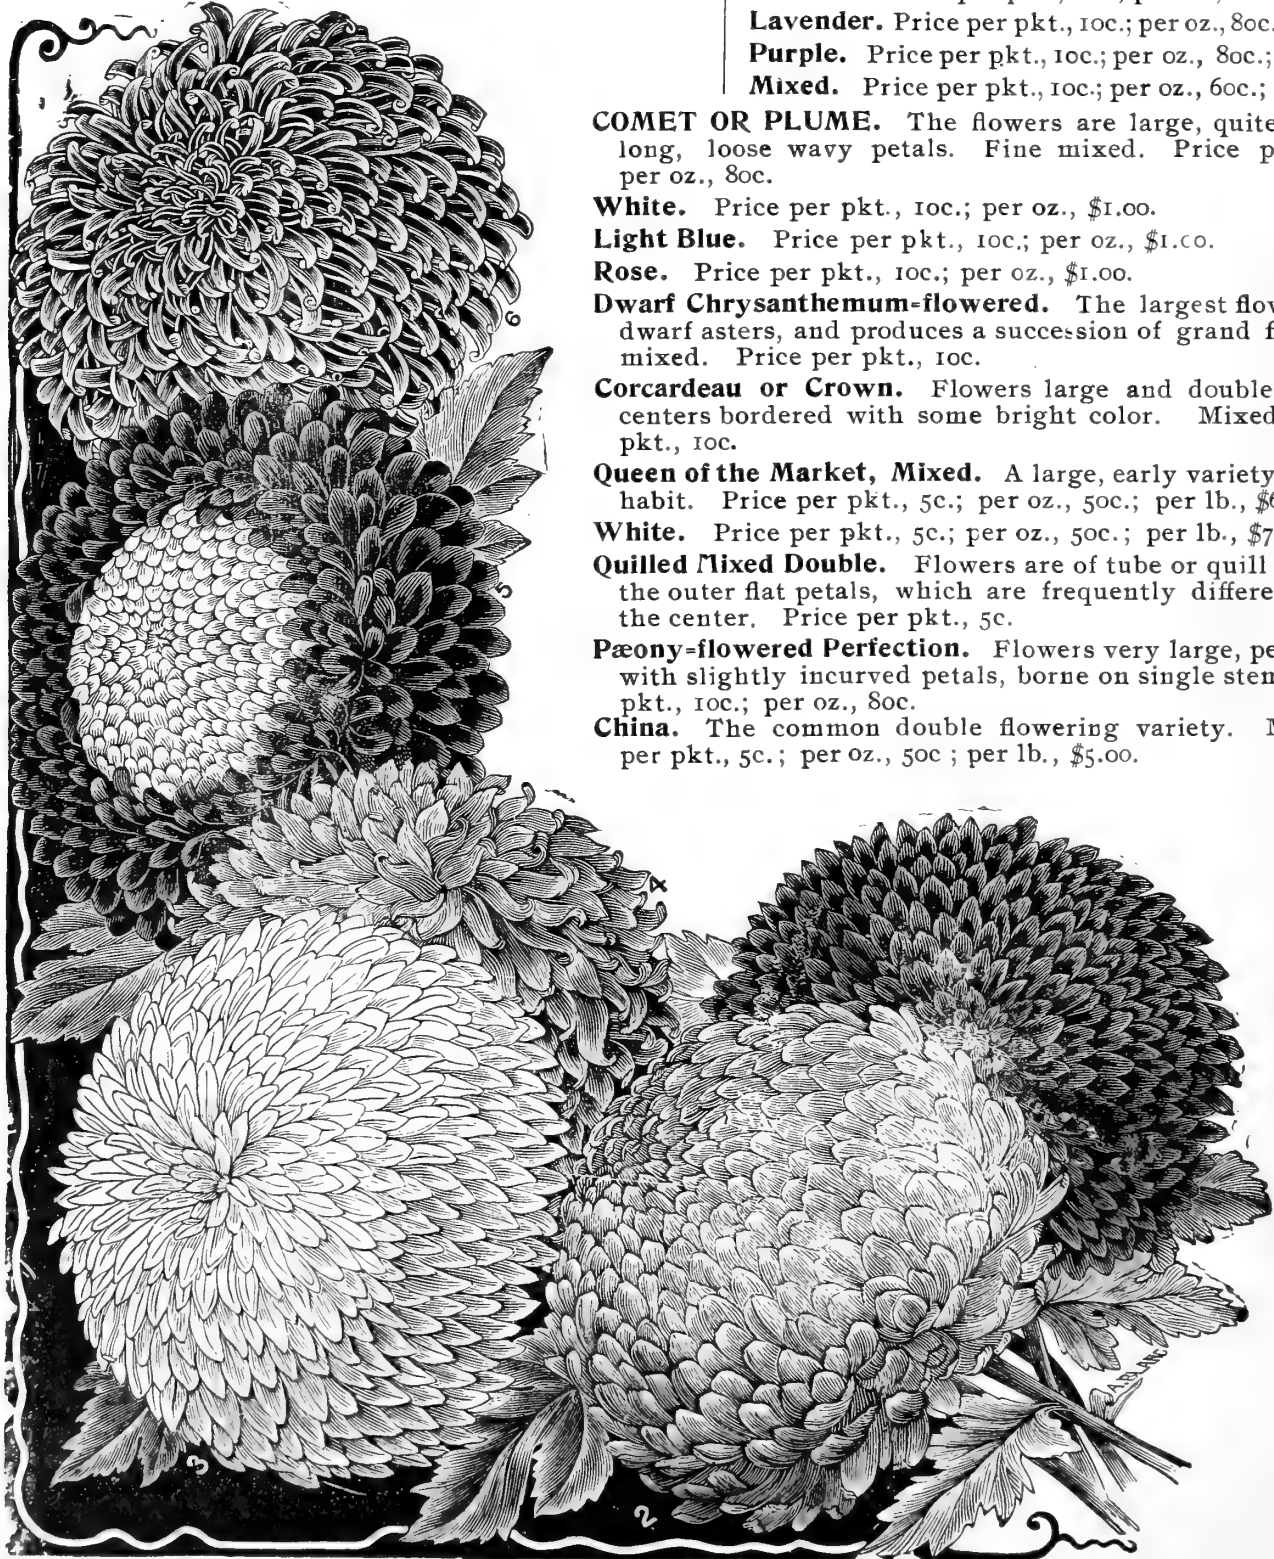 Lavender. Price per pkt., 10c.; per oz., 80c.
Purple. Price per pkt., 10c.; per oz., 80c.;
Mixed. Price per pkt., 10c.; per oz., 60c.;
COMET OR PLUME. The flowers are large, quite
long, loose wavy petals. Fine mixed. Price p
per oz., 80c.
White. Price per pkt., 10c.; per oz., $1.00.
Light Blue. Price per pkt., 10c.; per oz., $1.00.
Rose. Price per pkt., 10c.; per oz., $1.00.
Dwarf Chrysanthemum=flowered. The largest flow
dwarf asters, and produces a succession of grand f
mixed. Price per pkt., 10c.
Corcardeau or Crown. Flowers large and double
centers bordered with some bright color. Mixed
pkt., 10c.
Queen of the Market, Mixed. A large, early variety
habit. Price per pkt., 5c.; per oz., 50c.; per lb., $6
White. Price per pkt., 5c.; per oz., 50c.; per lb., $7
Quilled Mixed Double. Flowers are of tube or quill
the outer flat petals, which are frequently differe
the center. Price per pkt., 5c.
Pæony=flowered Perfection. Flowers very large, pe
with slightly incurved petals, borne on single stem
pkt., 10c.; per oz., 80c.
China. The common double flowering variety.
per pkt., 5c.; per oz., 50c ; per lb., $5.00.
6
5
4
3
2
A. BLANC